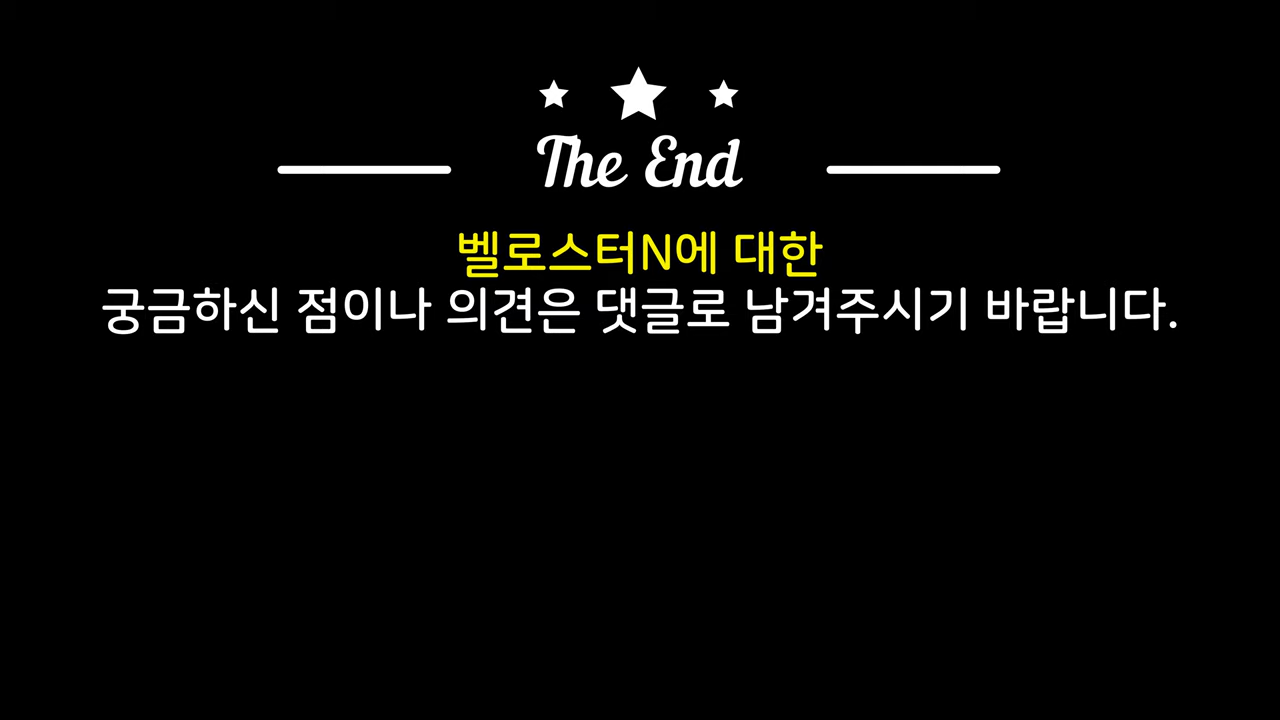 The End
벨로스터N에 대한
궁금하신 점이나 의견은 댓글로 남겨주시기 바랍니다.